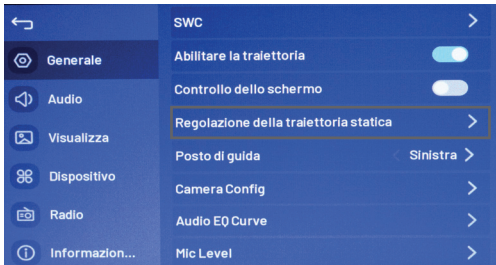 SWC
Generale
Abilitare la traiettoria
Audio
Controllo dello schermo
Visualizza
Regolazione della traiettoria statica
Dispositivo
Posto di guida
Sinistra
Camera Config
Radio
Audio EQ Curve
Informazion...
Mic Level